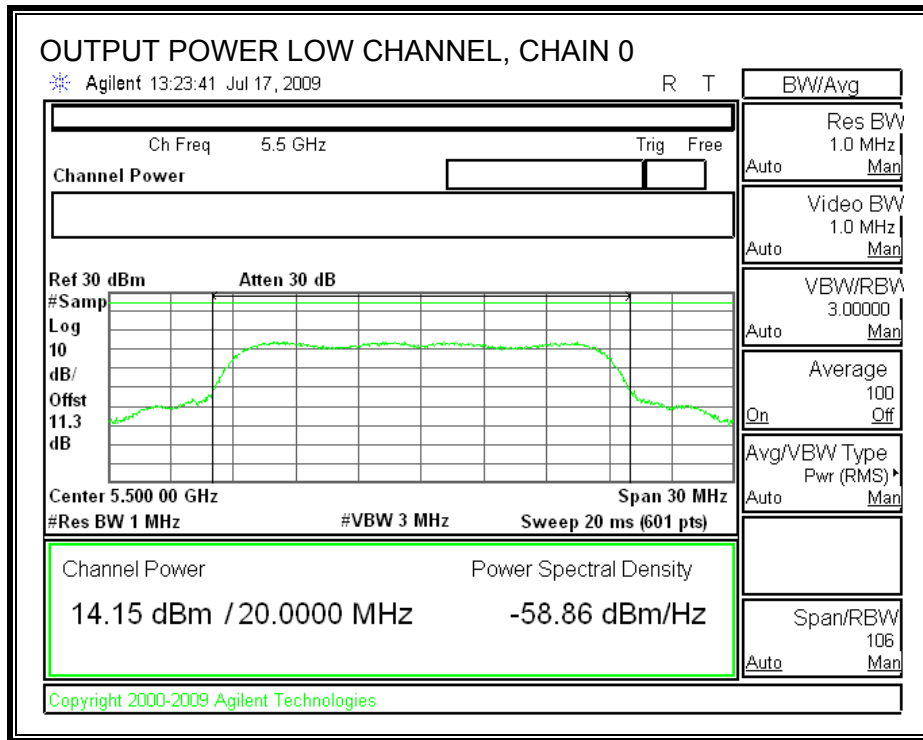 OUTPUT POWER LOW CHANNEL, CHAIN 0
Agilent 13:23:41 Jul 17, 2009 R T
Ch Freq 5.5 GHz Trig Free
Channel Power
Ref 30 dBm Atten 30 dB
#Samp
Log
10
dB/
Offst
11.3
dB
Center 5.500 00 GHz Span 30 MHz
#Res BW 1 MHz #VBW 3 MHz Sweep 20 ms (601 pts)
Channel Power Power Spectral Density
14.15 dBm / 20.0000 MHz -58.86 dBm/Hz
Copyright 2000-2009 Agilent Technologies
BW/Avg
Res BW
1.0 MHz
Auto Man
Video BW
1.0 MHz
Auto Man
VBW/RBW
3.00000
Auto Man
Average
100
On Off
Avg/VBW Type
Pwr (RMS)
Auto Man
Span/RBW
106
Auto Man